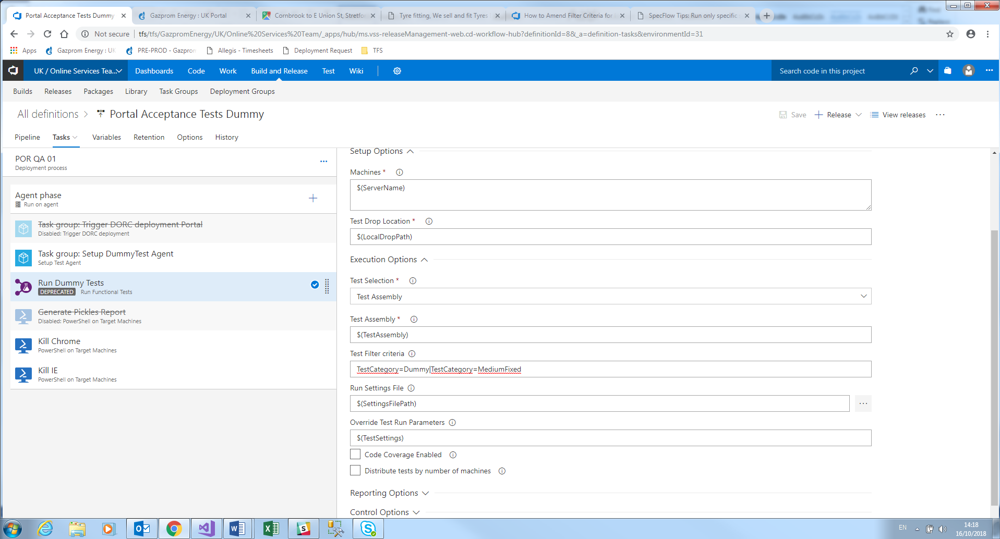 Portal Acceptance Tests Dummy
Gazprom Energy : UK Portal
Cornbrook to E Union St, Stretfor
Tyre fitting, We sell and fit Tyres
How to Amend Filter Criteria for
SpecFlow Tips: Run only specific
Not secure
tfs/tfs/GazpromEnergy/UK/Online%20Services%20Team/_apps/hub/ms.vss-releaseManagement-web.cd-workflow-hub?definitionId=8&_a=definition-tasks&environmentId=31
Apps
Gazprom Energy : UK
PRE-PROD - Gazprom
Allegis - Timesheets
Deployment Request
TFS
UK / Online Services Tea...
Dashboards
Code
Work
Build and Release
Test
Wiki
Search code in this project
Builds
Releases
Packages
Library
Task Groups
Deployment Groups
All definitions
Portal Acceptance Tests Dummy
Save
Release
View releases
Pipeline
Tasks
Variables
Retention
Options
History
POR QA 01
Deployment process
Agent phase
Run on agent
Task group: Trigger DORC deployment Portal
Disabled: Trigger DORC deployment
Task group: Setup DummyTest Agent
Setup Test Agent
Run Dummy Tests
DEPRECATED Run Functional Tests
Generate Pickles Report
Disabled: PowerShell on Target Machines
Kill Chrome
PowerShell on Target Machines
Kill IE
PowerShell on Target Machines
Setup Options
Machines *
$(ServerName)
Test Drop Location *
$(LocalDropPath)
Execution Options
Test Selection *
Test Assembly
Test Assembly *
$(TestAssembly)
Test Filter criteria
TestCategory=Dummy|TestCategory=MediumFixed
Run Settings File
$(SettingsFilePath)
Override Test Run Parameters
$(TestSettings)
Code Coverage Enabled
Distribute tests by number of machines
Reporting Options
Control Options
EN
14:18
16/10/2018